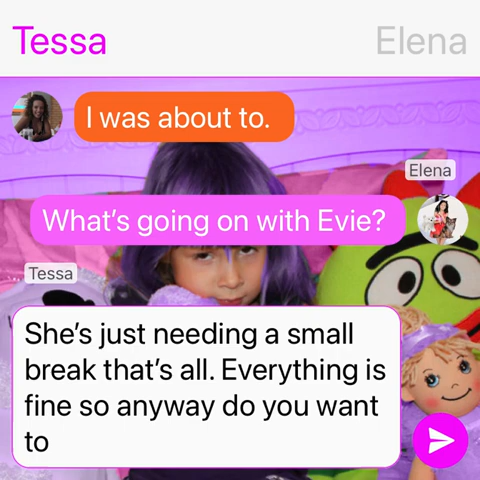 Tessa Elena
I was about to.
Elena
What's going on with Evie?
Tessa
She's just needing a small
break that's all. Everything is
fine so anyway do you want
to